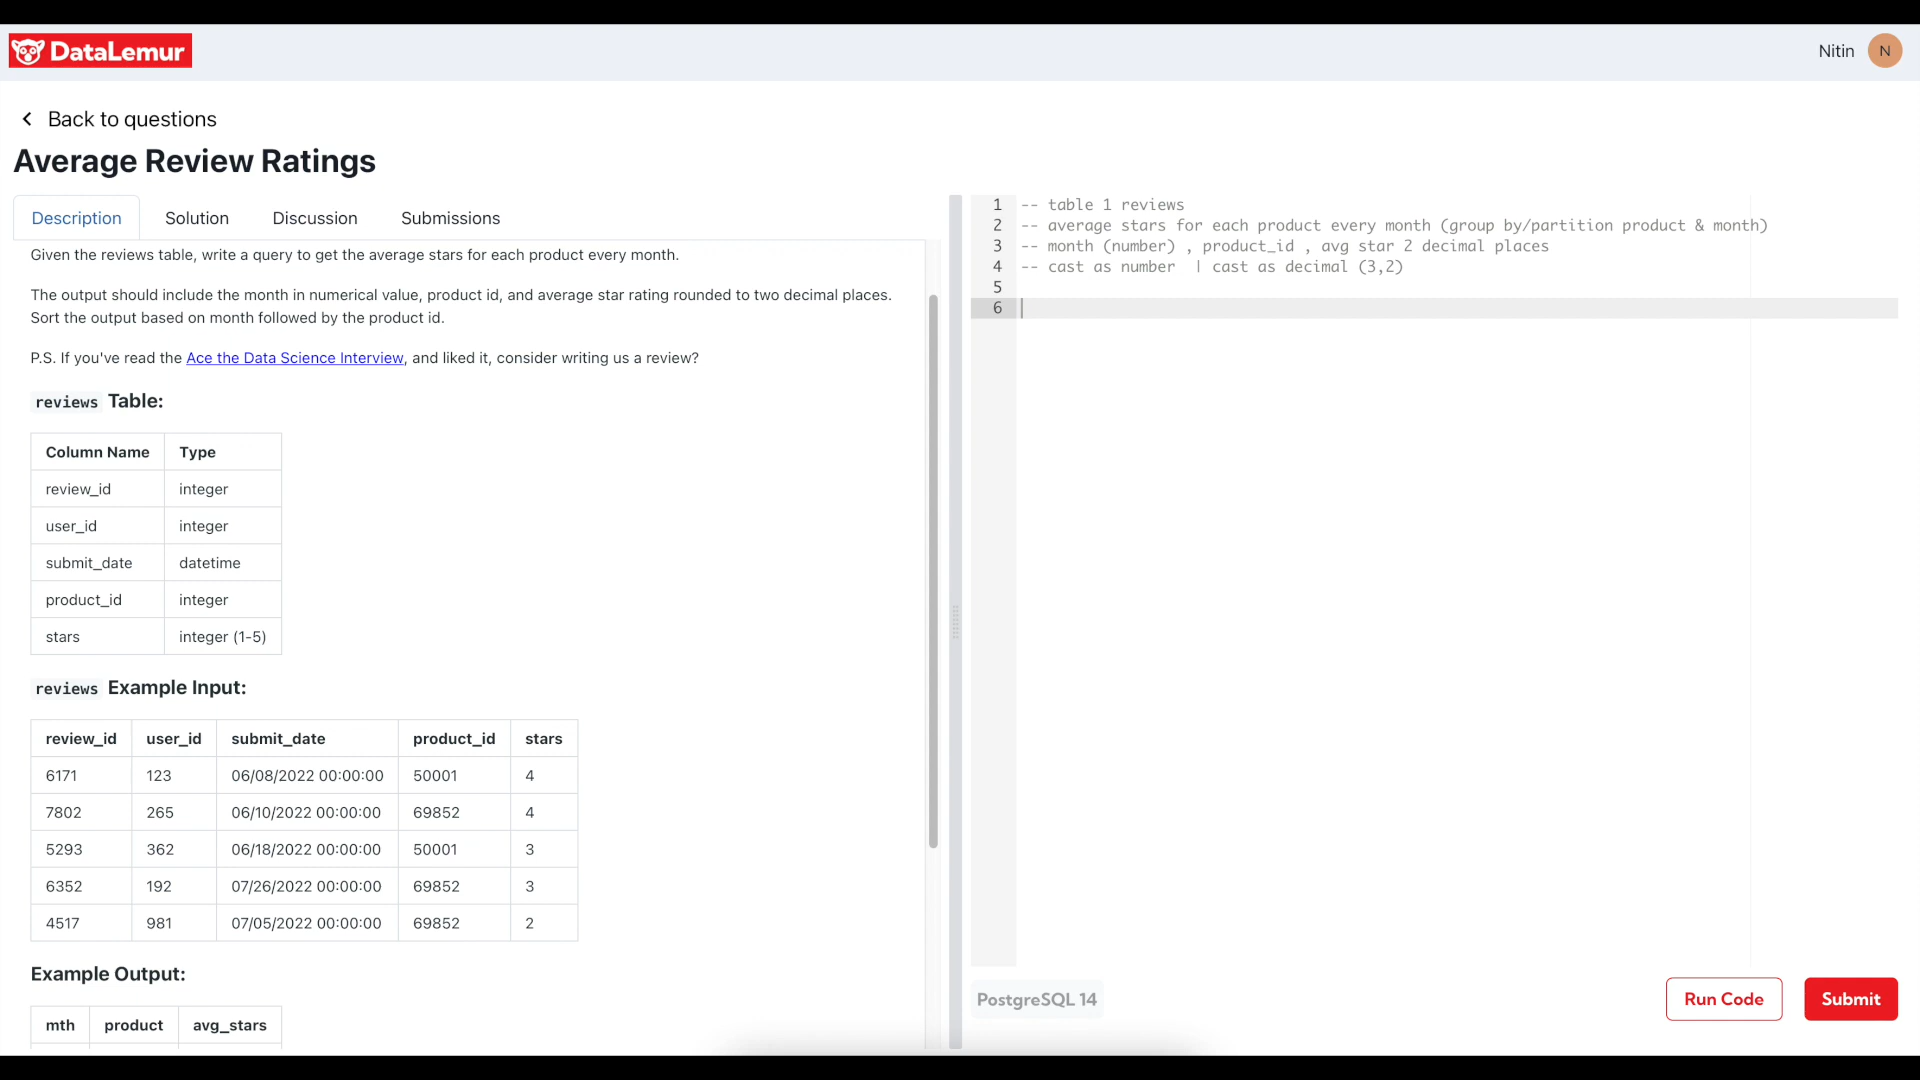 DataLemur
Nitin N
Back to questions
Average Review Ratings
Description Solution Discussion Submissions
Given the reviews table, write a query to get the average stars for each product every month.
The output should include the month in numerical value, product id, and average star rating rounded to two decimal places.
Sort the output based on month followed by the product id.
P.S. If you've read the Ace the Data Science Interview, and liked it, consider writing us a review?
reviews Table:
Column Name Type
review_id integer
user_id integer
submit_date datetime
product_id integer
stars integer (1-5)
reviews Example Input:
review_id user_id submit_date product_id stars
6171 123 06/08/2022 00:00:00 50001 4
7802 265 06/10/2022 00:00:00 69852 4
5293 362 06/18/2022 00:00:00 50001 3
6352 192 07/26/2022 00:00:00 69852 3
4517 981 07/05/2022 00:00:00 69852 2
Example Output:
mth product avg_stars
1 -- table 1 reviews
2 -- average stars for each product every month (group by/partition product & month)
3 -- month (number) , product_id , avg star 2 decimal places
4 -- cast as number | cast as decimal (3,2)
5
6
PostgreSQL 14
Run Code Submit